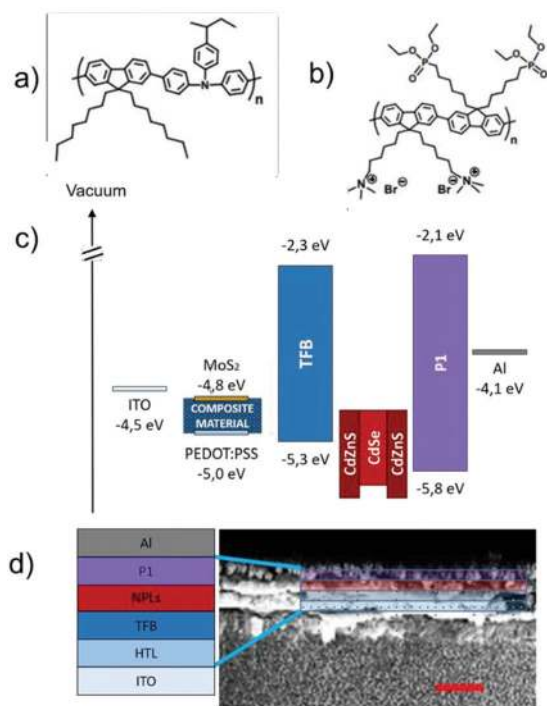 a)
N
n
b)
O O
P
O
O O
P
O
n
N ⊕
Br ⊖
Br ⊖
N ⊕
Vacuum
c)
-2,3 eV
-2,1 eV
MoS₂
-4,8 eV
ITO
-4,5 eV
COMPOSITE
MATERIAL
PEDOT:PSS
-5,0 eV
TFB
-5,3 eV
CdZnS
CdSe
CdZnS
P1
-5,8 eV
Al
-4,1 eV
d)
Al
P1
NPLs
TFB
HTL
ITO